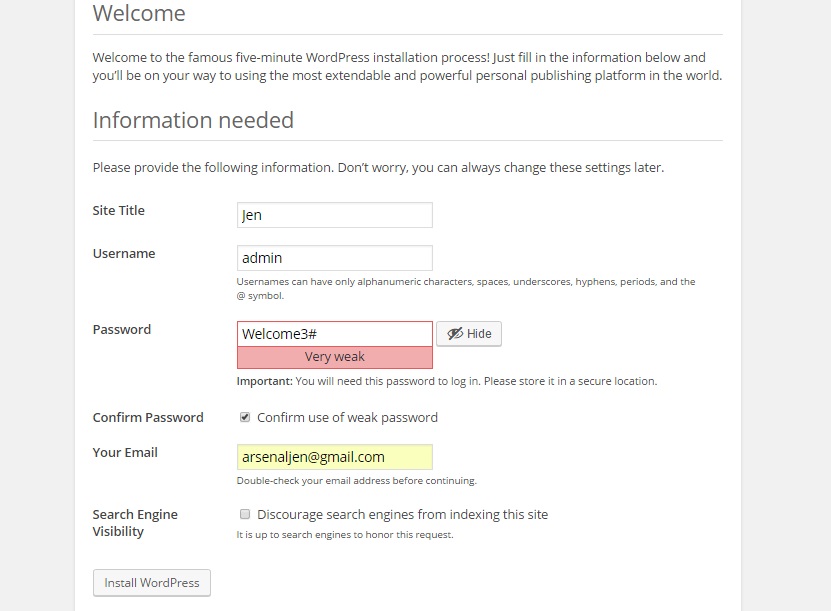 Welcome
Welcome to the famous five-minute WordPress installation process! Just fill in the information below and
you'll be on your way to using the most extendable and powerful personal publishing platform in the world.
Information needed
Please provide the following information. Don't worry, you can always change these settings later.
Site Title
Jen
Username
admin
Usernames can have only alphanumeric characters, spaces, underscores, hyphens, periods, and the
@ symbol.
Password
Welcome3#
Hide
Very weak
Important: You will need this password to log in. Please store it in a secure location.
Confirm Password
Confirm use of weak password
Your Email
arsenaljen@gmail.com
Double-check your email address before continuing.
Search Engine
Visibility
Discourage search engines from indexing this site
It is up to search engines to honor this request.
Install WordPress